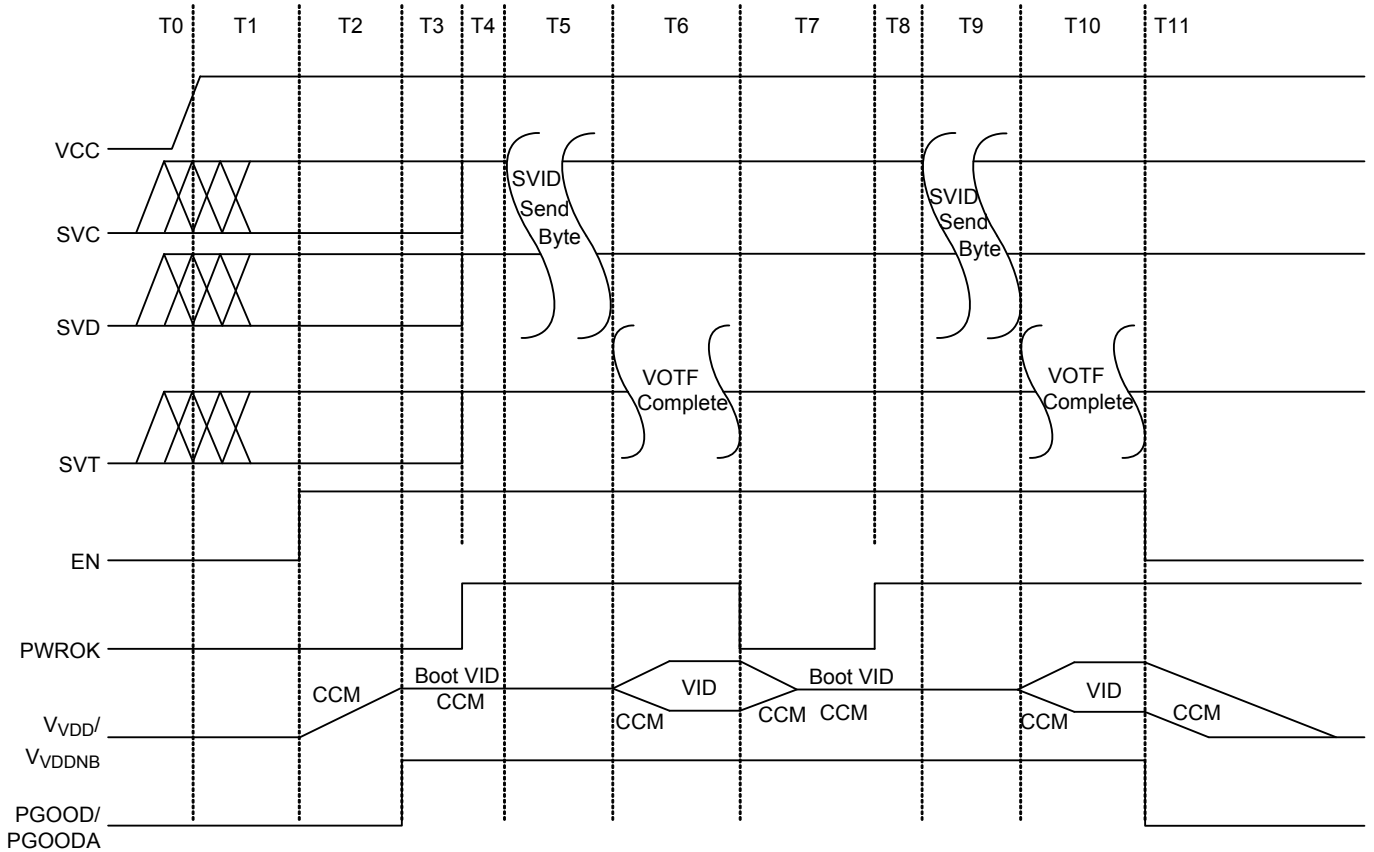 T0 T1 T2 T3 T4 T5 T6 T7 T8 T9 T10 T11
VCC
SVID
Send
Byte
SVID
Send
Byte
SVC
SVD
VOTF
Complete
VOTF
Complete
SVT
EN
PWROK
CCM
Boot VID
CCM
VID
CCM
CCM
Boot VID
CCM
VID
CCM
CCM
VVDD/
VVDDNB
PGOOD/
PGOODA